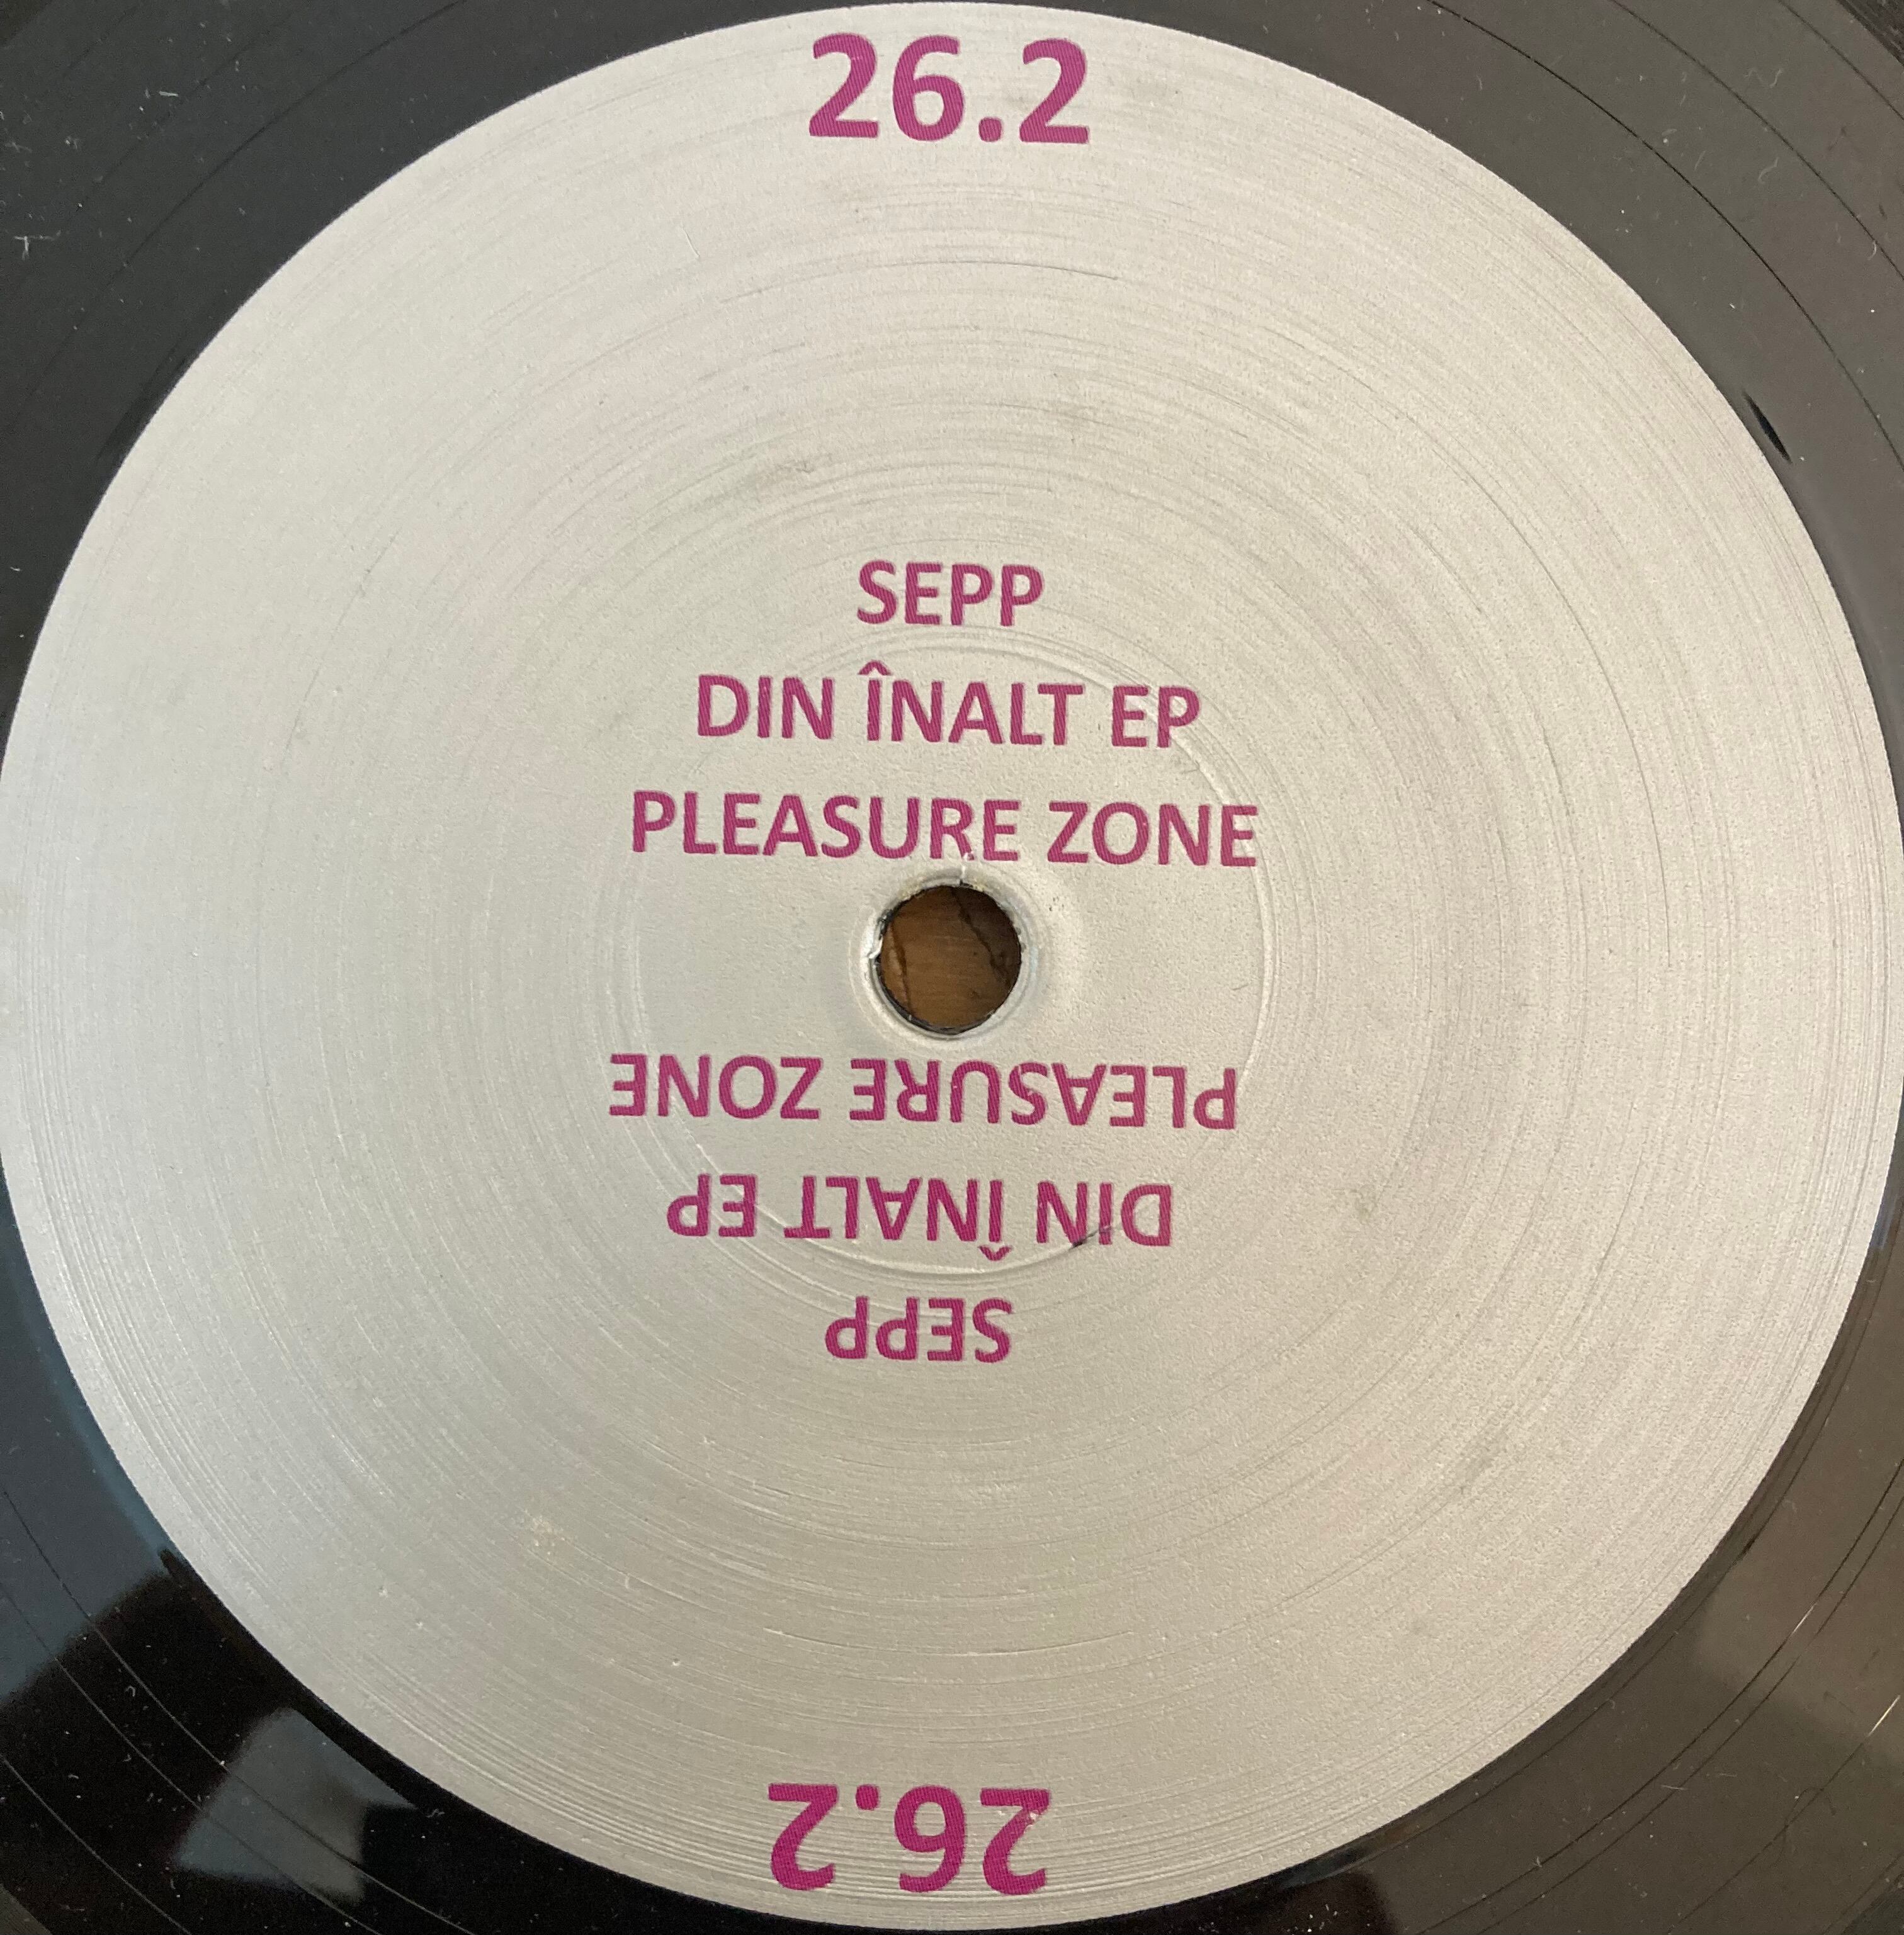 26.2
SEPP
DIN ÎNALT EP
PLEASURE ZONE
PLEASURE ZONE
DIN ÎNALT EP
SEPP
26.2